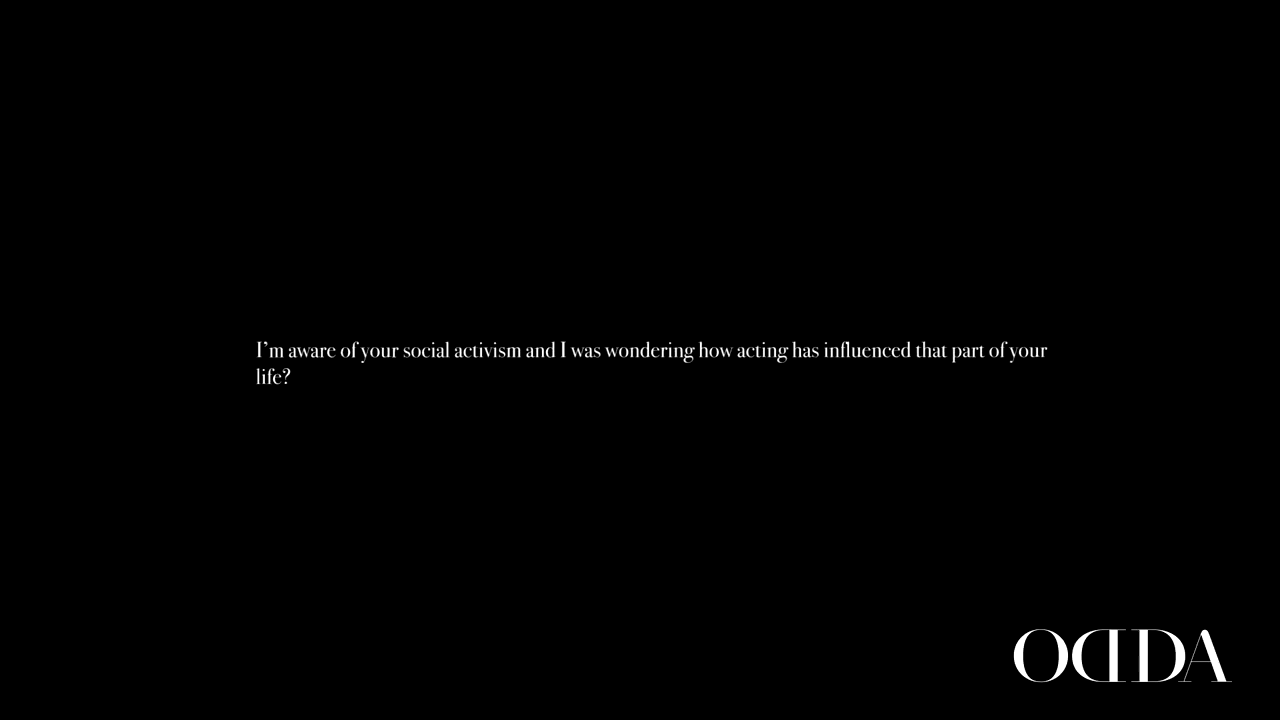 I’m aware of your social activism and I was wondering how acting has influenced that part of your
life?
ODDA